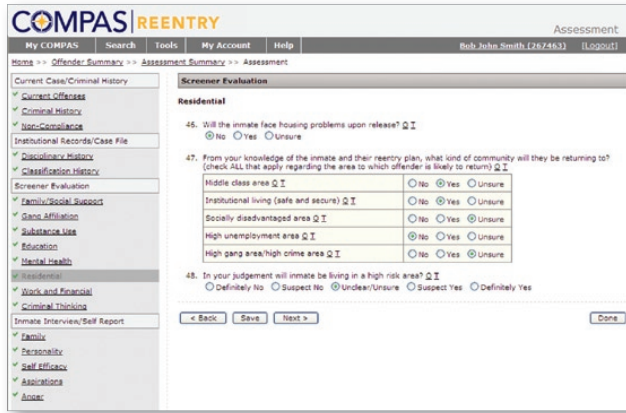 COMPAS REENTRY
Assessment
My COMPAS Search Tools My Account Help Bob John Smith (267463) [Logout]
Home >> Offender Summary >> Assessment Summary >> Assessment
Current Case/Criminal History
Current Offenses
Criminal History
Non-Compliance
Institutional Records/Case File
Disciplinary History
Classification History
Screener Evaluation
Family/Social Support
Gang Affiliation
Substance Use
Education
Mental Health
Residential
Work and Financial
Criminal Thinking
Inmate Interview/Self Report
Family
Personality
Self Efficacy
Aspirations
Anger
Screener Evaluation
Residential
46. Will the inmate face housing problems upon release? Q T
No Yes Unsure
47. From your knowledge of the inmate and their reentry plan, what kind of community will they be returning to?
(check ALL that apply regarding the area to which offender is likely to return) Q T
Middle class area Q T No Yes Unsure
Institutional living (safe and secure) Q T No Yes Unsure
Socially disadvantaged area Q T No Yes Unsure
High unemployment area Q T No Yes Unsure
High gang area/high crime area Q T No Yes Unsure
48. In your judgement will inmate be living in a high risk area? Q T
Definitely No Suspect No Unclear/Unsure Suspect Yes Definitely Yes
< Back Save Next > Done